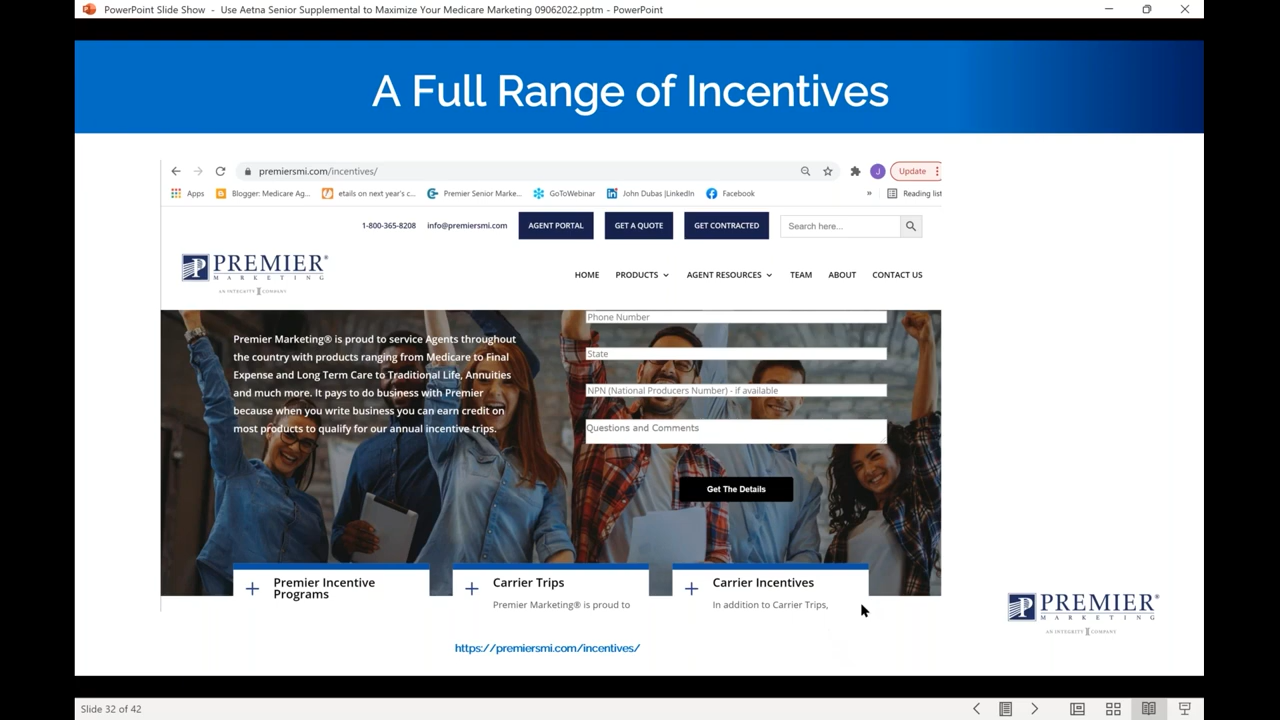 PowerPoint Slide Show - Use Aetna Senior Supplemental to Maximize Your Medicare Marketing 09062022.pptm - PowerPoint
A Full Range of Incentives
premiersmi.com/incentives/
J
Update
Apps
Blogger: Medicare Ag...
etails on next year's c...
Premier Senior Marke...
GoToWebinar
John Dubas |LinkedIn
Facebook
»
Reading list
1-800-365-8208
info@premiersmi.com
AGENT PORTAL
GET A QUOTE
GET CONTRACTED
Search here...
PREMIER®
MARKETING
AN INTEGRITY COMPANY
HOME
PRODUCTS
AGENT RESOURCES
TEAM
ABOUT
CONTACT US
Premier Marketing® is proud to service Agents throughout
the country with products ranging from Medicare to Final
Expense and Long Term Care to Traditional Life, Annuities
and much more. It pays to do business with Premier
because when you write business you can earn credit on
most products to qualify for our annual incentive trips.
Phone Number
State
NPN (National Producers Number) - if available
Questions and Comments
Get The Details
Premier Incentive
Programs
Carrier Trips
Premier Marketing® is proud to
Carrier Incentives
In addition to Carrier Trips,
https://premiersmi.com/incentives/
PREMIER®
MARKETING
AN INTEGRITY COMPANY
Slide 32 of 42